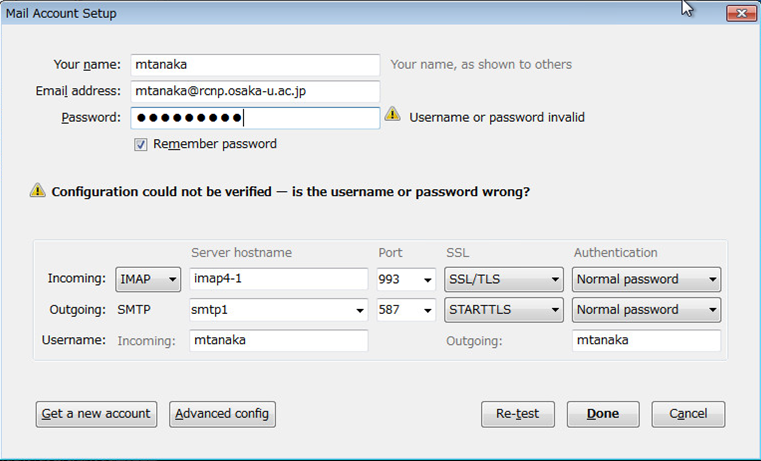 Mail Account Setup
Your name: mtanaka Your name, as shown to others
Email address: mtanaka@rcnp.osaka-u.ac.jp
Password: ●●●●●●●●● Username or password invalid
Remember password
Configuration could not be verified — is the username or password wrong?
Server hostname Port SSL Authentication
Incoming: IMAP imap4-1 993 SSL/TLS Normal password
Outgoing: SMTP smtp1 587 STARTTLS Normal password
Username: Incoming: mtanaka Outgoing: mtanaka
Get a new account Advanced config Re-test Done Cancel